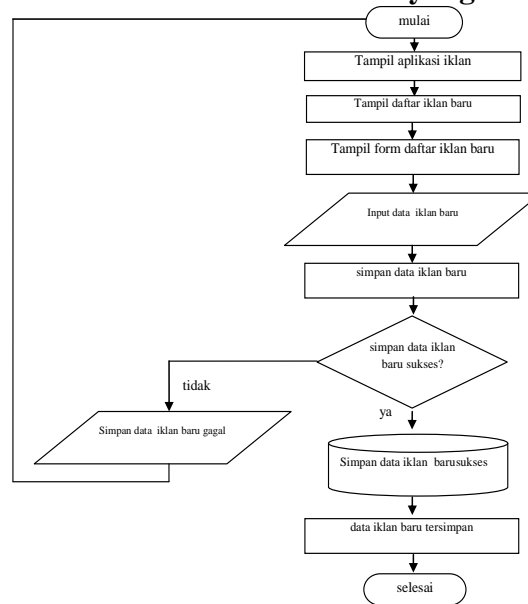 mulai
Tampil aplikasi iklan
Tampil daftar iklan baru
Tampil form daftar iklan baru
Input data iklan baru
simpan data iklan baru
simpan data iklan
baru sukses?
tidak
ya
Simpan data iklan baru gagal
Simpan data iklan barusukses
data iklan baru tersimpan
selesai